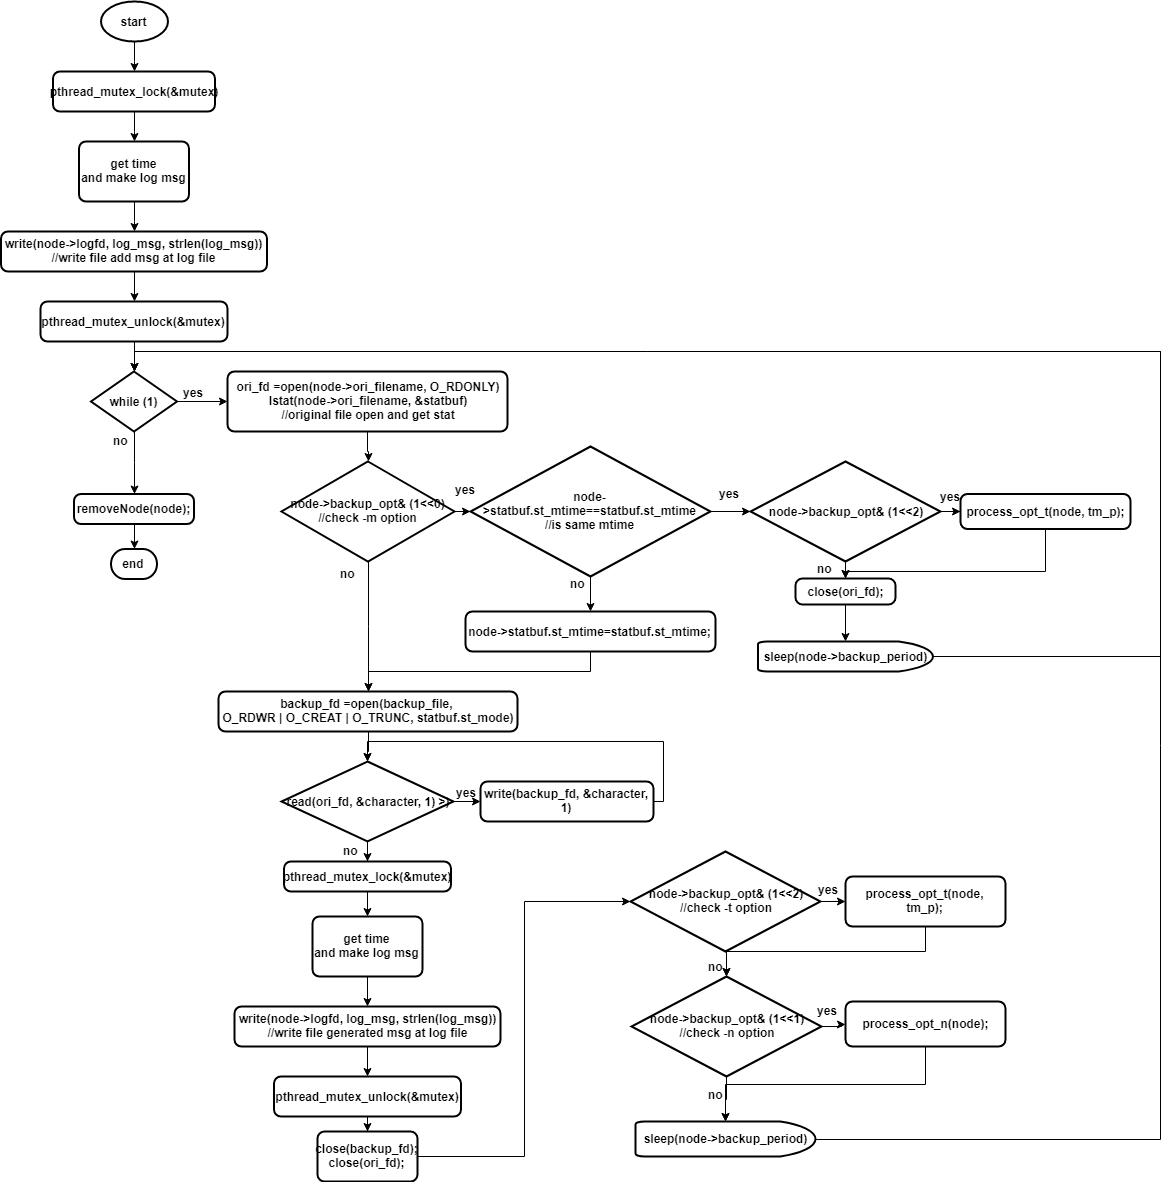 start
pthread_mutex_lock(&mutex)
get time
and make log msg
write(node->logfd, log_msg, strlen(log_msg))
//write file add msg at log file
pthread_mutex_unlock(&mutex)
while (1)
yes
no
ori_fd =open(node->ori_filename, O_RDONLY)
lstat(node->ori_filename, &statbuf)
//original file open and get stat
removeNode(node);
end
node->backup_opt& (1<<0)
//check -m option
yes
no
node-
>statbuf.st_mtime==statbuf.st_mtime
//is same mtime
yes
no
node->backup_opt& (1<<2)
yes
no
process_opt_t(node, tm_p);
close(ori_fd);
sleep(node->backup_period)
node->statbuf.st_mtime=statbuf.st_mtime;
backup_fd =open(backup_file,
O_RDWR | O_CREAT | O_TRUNC, statbuf.st_mode)
read(ori_fd, &character, 1) >
yes
no
write(backup_fd, &character,
1)
pthread_mutex_lock(&mutex)
get time
and make log msg
write(node->logfd, log_msg, strlen(log_msg))
//write file generated msg at log file
pthread_mutex_unlock(&mutex)
close(backup_fd);
close(ori_fd);
node->backup_opt& (1<<2)
//check -t option
yes
no
process_opt_t(node,
tm_p);
node->backup_opt& (1<<1)
//check -n option
yes
no
process_opt_n(node);
sleep(node->backup_period)